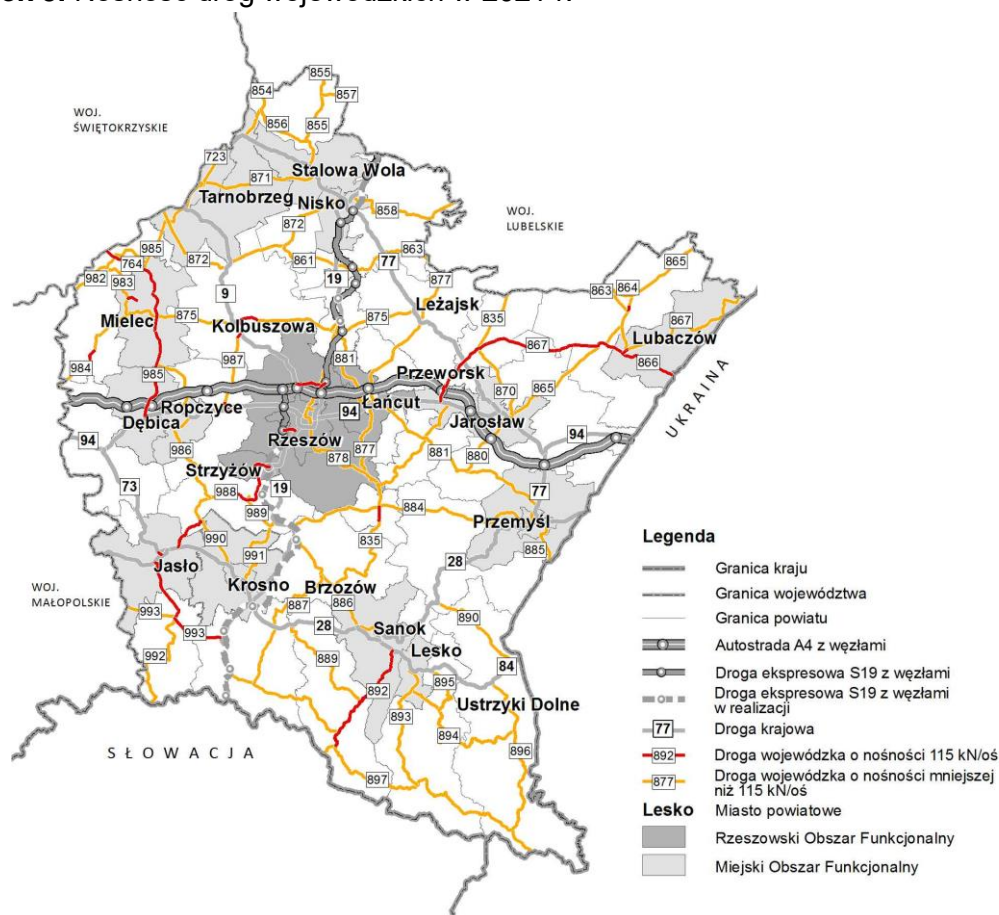 Nośność dróg wojewódzkich w 2021 r.
855
854
857
WOJ.
ŚWIĘTOKRZYSKIE
856
855
723
Stalowa Wola
871
Tarnobrzeg
Nisko
858
WOJ.
LUBELSKIE
872
985
861
863
77
764
872
865
982
983
19
877
863
864
9
Leżajsk
875
875
835
867
Mielec
Kolbuszowa
867
Lubaczów
881
987
866
984
985
Przeworsk
870
865
Ropczyce
Łańcut
Dębica
94
Jarosław
UKRAINA
94
Rzeszów
94
986
878
877
881
880
Strzyżów
73
988
19
77
989
884
Przemyśl
990
835
885
991
Jasło
28
WOJ.
MAŁOPOLSKIE
Krosno
Brzozów
993
887
886
890
993
28
Sanok
992
889
Lesko
84
895
892
Ustrzyki Dolne
893
894
896
SŁOWACJA
897
Legenda
Granica kraju
Granica województwa
Granica powiatu
Autostrada A4 z węzłami
Droga ekspresowa S19 z węzłami
Droga ekspresowa S19 z węzłami
w realizacji
77 Droga krajowa
892 Droga wojewódzka o nośności 115 kN/oś
877 Droga wojewódzka o nośności mniejszej
niż 115 kN/oś
Lesko Miasto powiatowe
Rzeszowski Obszar Funkcjonalny
Miejski Obszar Funkcjonalny